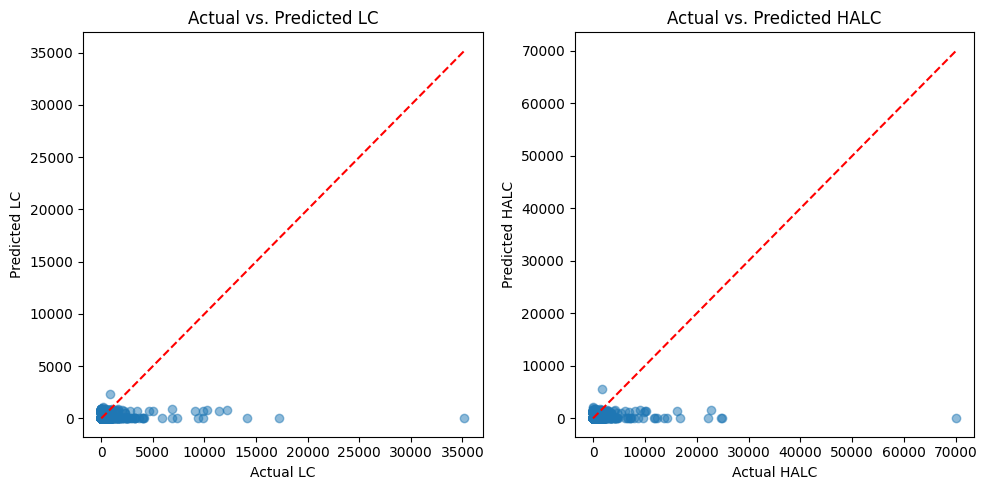 Actual vs. Predicted LC
35000
30000
25000
20000
15000
10000
5000
0
Predicted LC
0 5000 10000 15000 20000 25000 30000 35000
Actual LC
Actual vs. Predicted HALC
70000
60000
50000
40000
30000
20000
10000
0
Predicted HALC
0 10000 20000 30000 40000 50000 60000 70000
Actual HALC